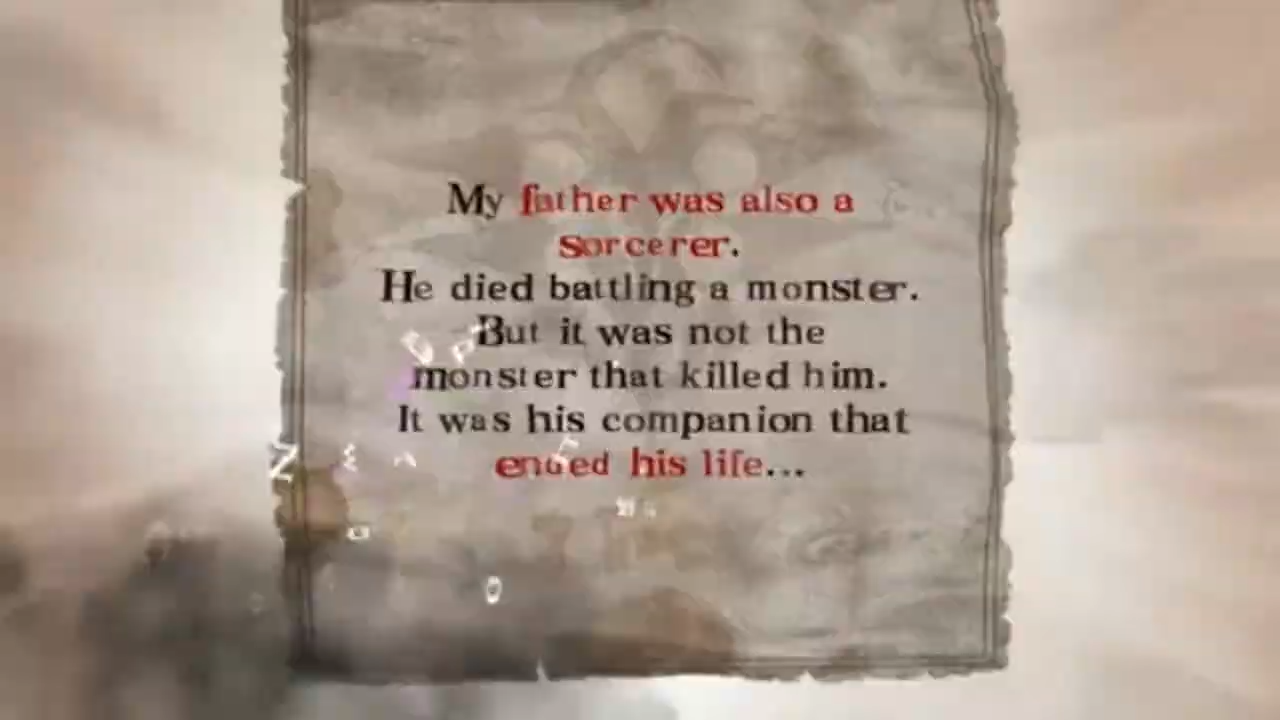 My father was also a
sorcerer.
He died battling a monster.
But it was not the
monster that killed him.
It was his companion that
ended his life...